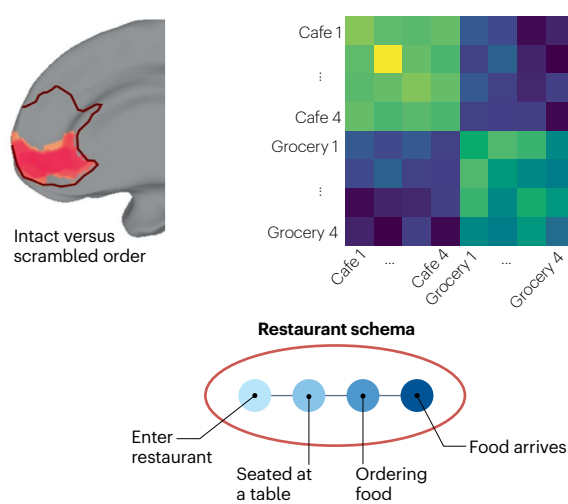 Cafe 1
⋮
Cafe 4
Grocery 1
⋮
Grocery 4
Cafe 1
...
Cafe 4
Grocery 1
...
Grocery 4
Intact versus
scrambled order
Restaurant schema
Enter
restaurant
Seated at
a table
Ordering
food
Food arrives